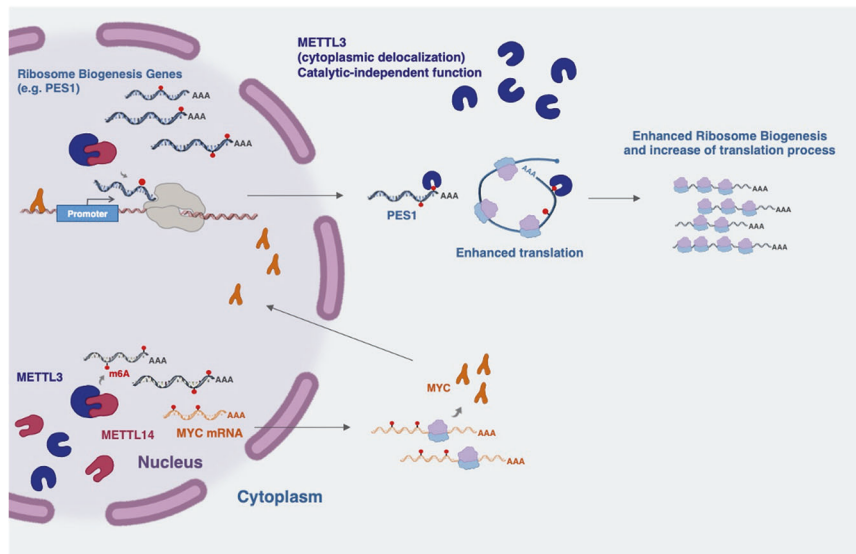 METTL3
(cytoplasmic delocalization)
Catalytic-independent function
Ribosome Biogenesis Genes
(e.g. PES1)
AAA
AAA
AAA
Promoter
PES1
AAA
AAA
Enhanced translation
Enhanced Ribosome Biogenesis
and increase of translation process
AAA
AAA
AAA
AAA
METTL3
AAA
m6A
AAA
METTL14
MYC mRNA
AAA
Nucleus
Cytoplasm
MYC
AAA
AAA